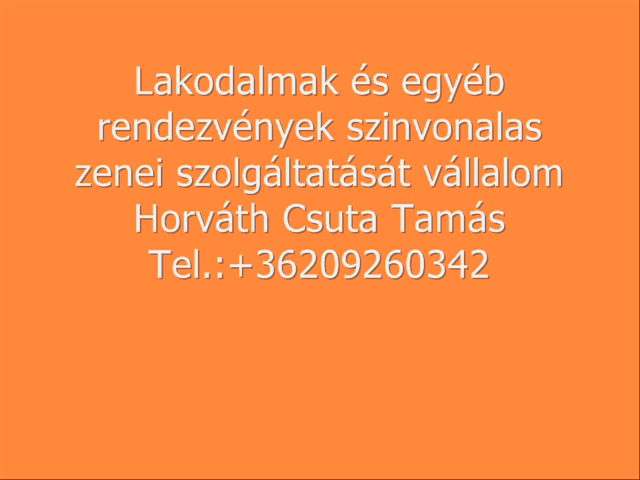 Lakodalmak és egyéb
rendezvények szinvonalas
zenei szolgáltatását vállalom
Horváth Csuta Tamás
Tel.:+36209260342